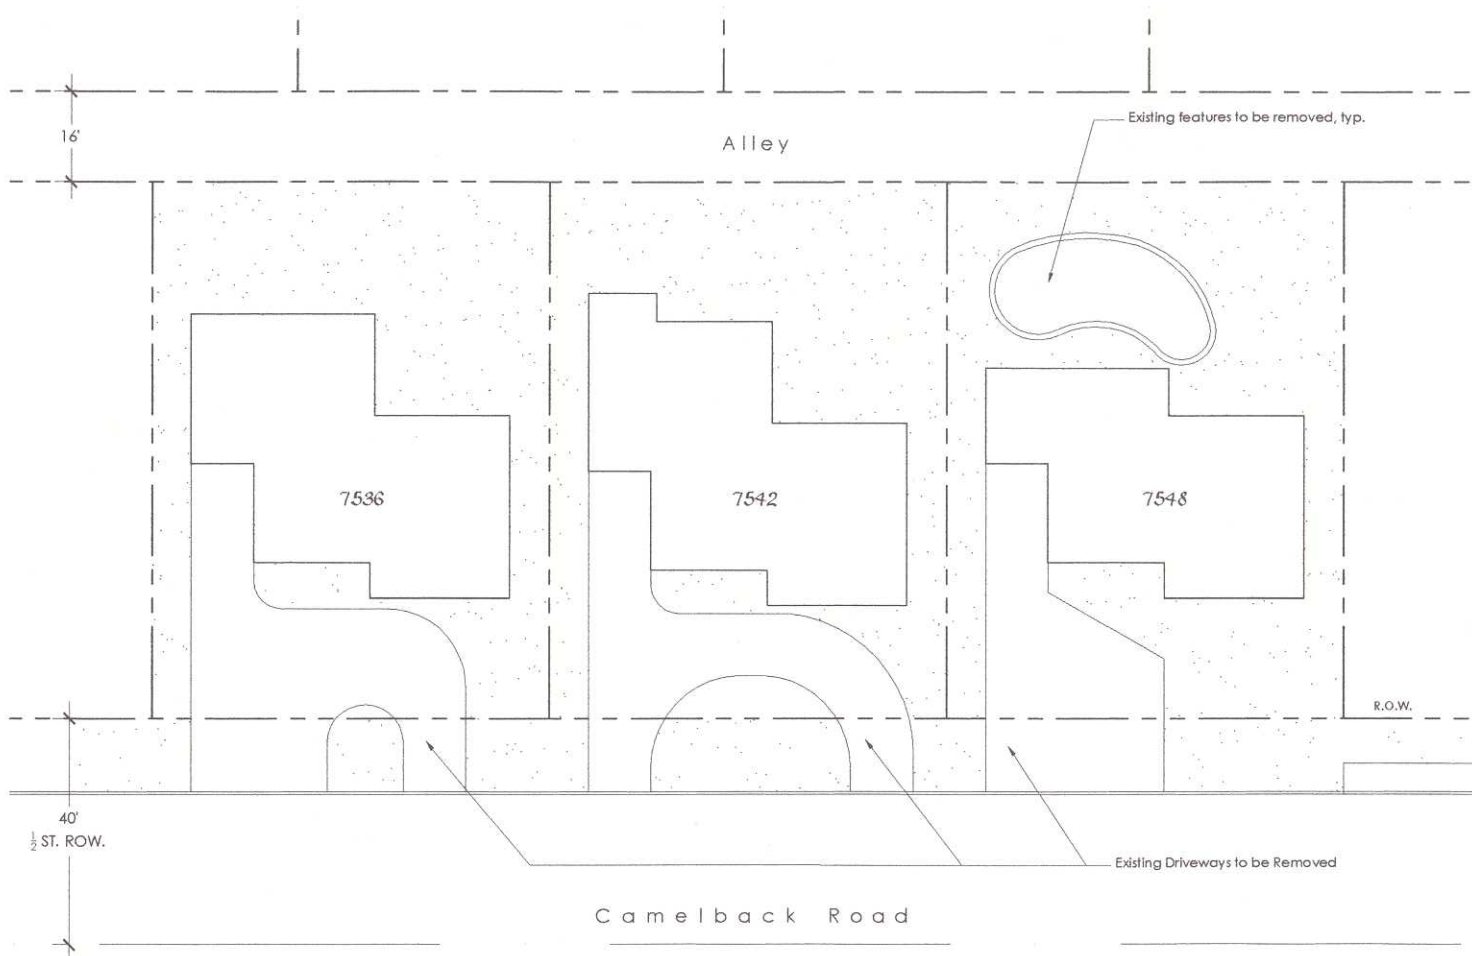 Existing features to be removed, typ.
16'
Alley
7536
7542
7548
R.O.W.
40'
½ ST. ROW.
Existing Driveways to be Removed
Camelback Road